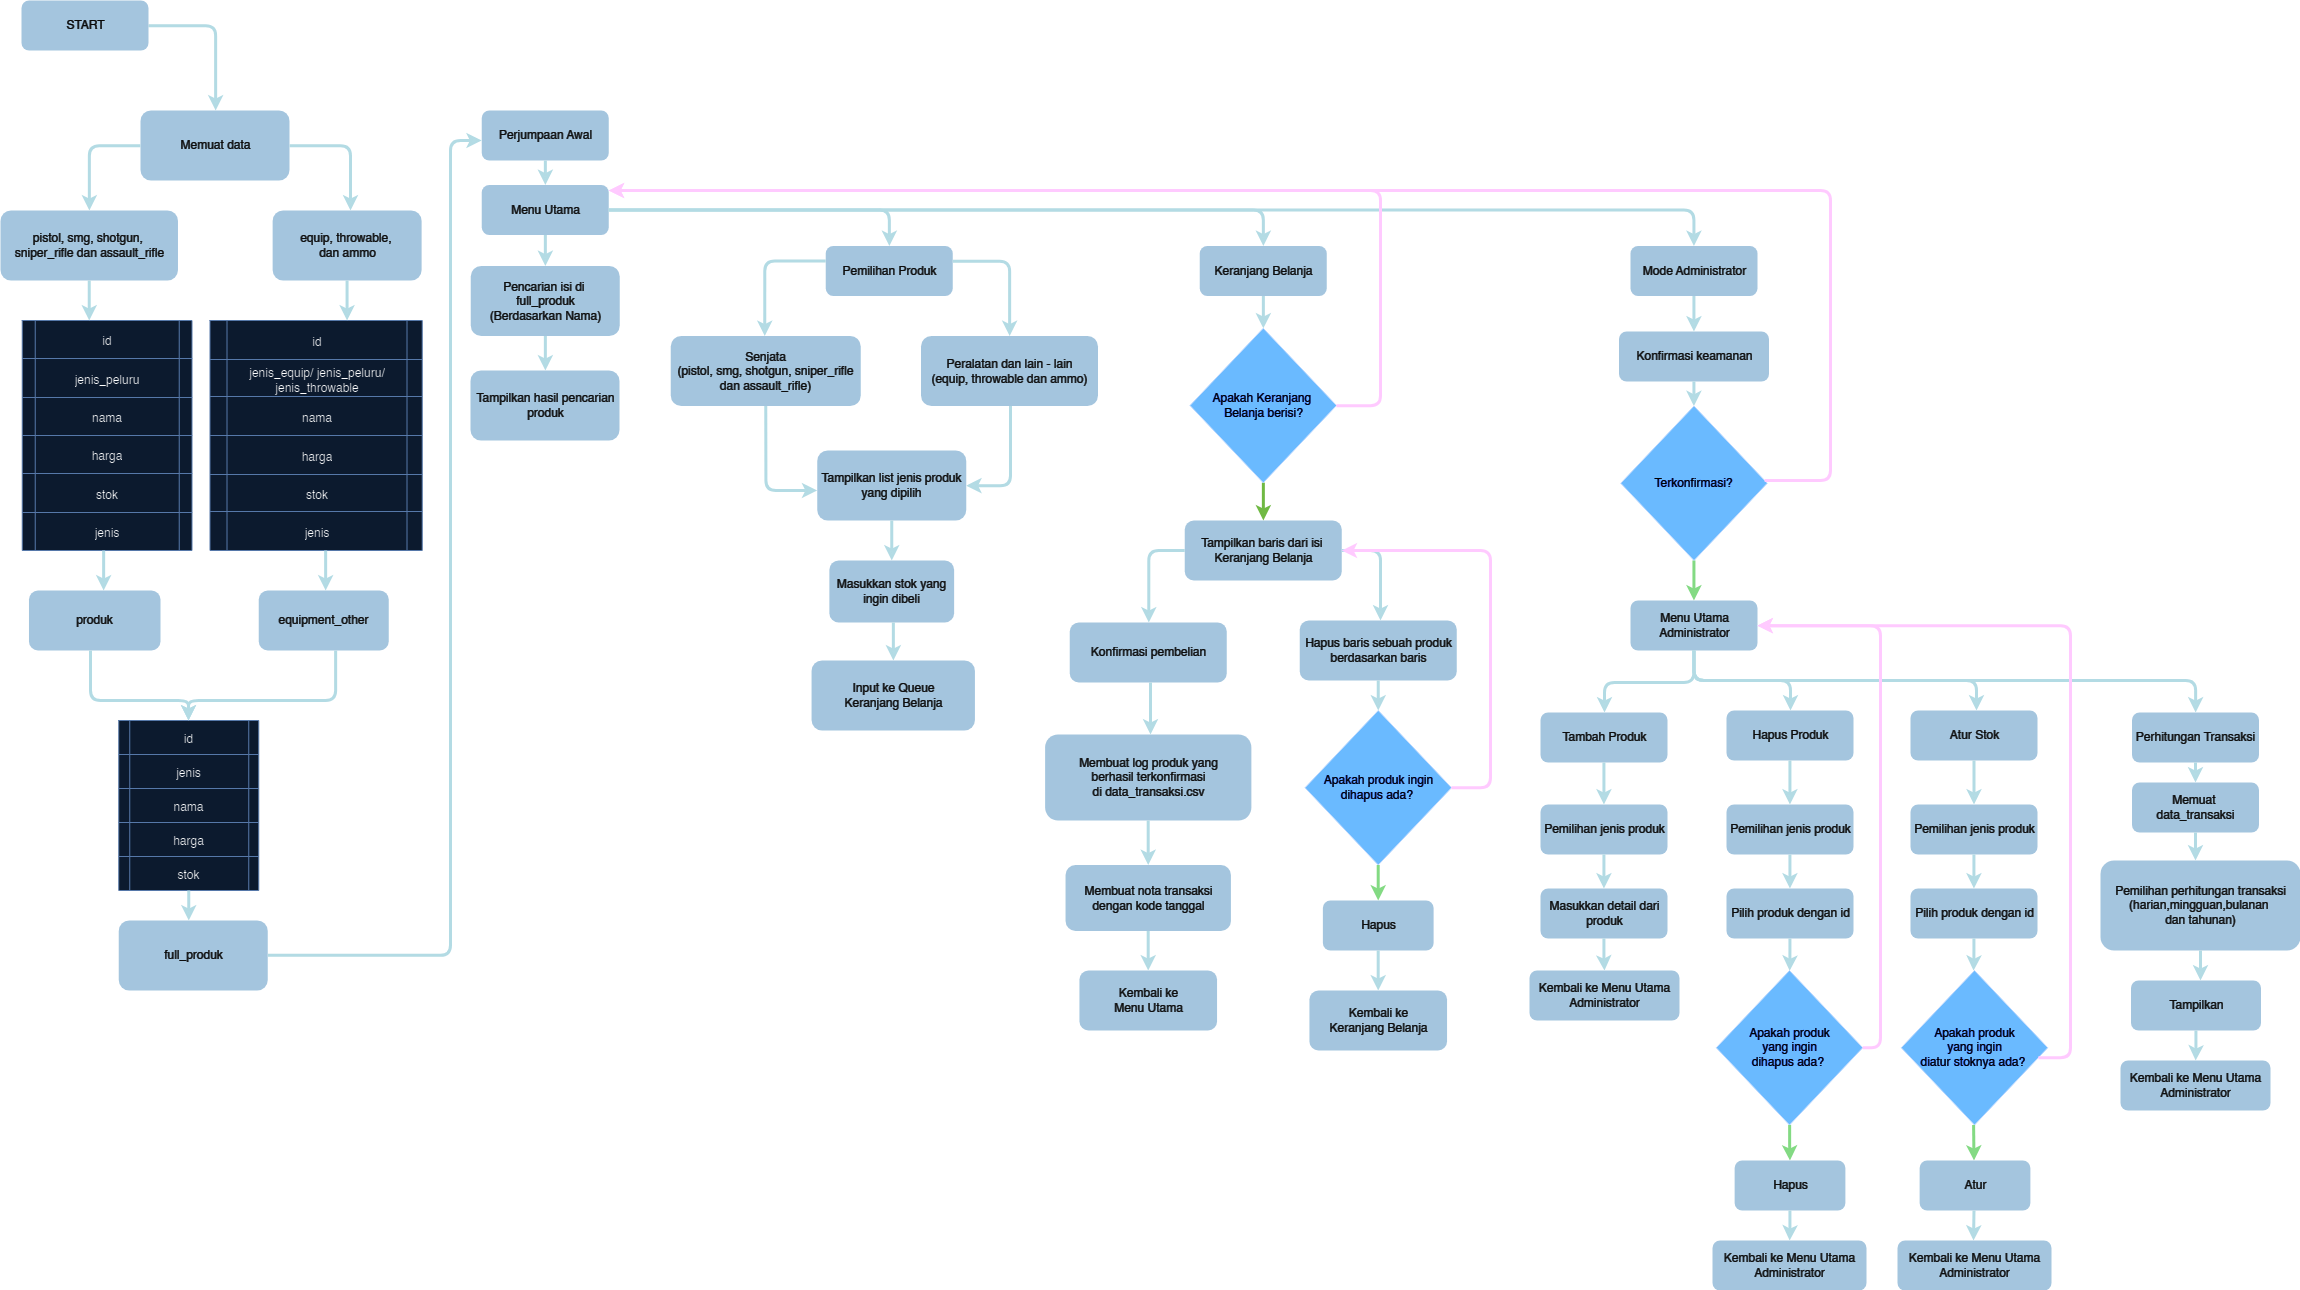 START
Memuat data
pistol, smg, shotgun,
sniper_rifle dan assault_rifle
equip, throwable,
dan ammo
id
jenis_peluru
nama
harga
stok
jenis
id
jenis_equip/ jenis_peluru/
jenis_throwable
nama
harga
stok
jenis
produk
equipment_other
id
jenis
nama
harga
stok
full_produk
Perjumpaan Awal
Menu Utama
Pencarian isi di
full_produk
(Berdasarkan Nama)
Tampilkan hasil pencarian
produk
Pemilihan Produk
Senjata
(pistol, smg, shotgun, sniper_rifle
dan assault_rifle)
Peralatan dan lain - lain
(equip, throwable dan ammo)
Tampilkan list jenis produk
yang dipilih
Masukkan stok yang
ingin dibeli
Input ke Queue
Keranjang Belanja
Keranjang Belanja
Apakah Keranjang
Belanja berisi?
Tampilkan baris dari isi
Keranjang Belanja
Konfirmasi pembelian
Membuat log produk yang
berhasil terkonfirmasi
di data_transaksi.csv
Membuat nota transaksi
dengan kode tanggal
Kembali ke
Menu Utama
Hapus baris sebuah produk
berdasarkan baris
Apakah produk ingin
dihapus ada?
Hapus
Kembali ke
Keranjang Belanja
Mode Administrator
Konfirmasi keamanan
Terkonfirmasi?
Menu Utama
Administrator
Tambah Produk
Pemilihan jenis produk
Masukkan detail dari
produk
Kembali ke Menu Utama
Administrator
Hapus Produk
Pemilihan jenis produk
Pilih produk dengan id
Apakah produk
yang ingin
dihapus ada?
Hapus
Kembali ke Menu Utama
Administrator
Atur Stok
Pemilihan jenis produk
Pilih produk dengan id
Apakah produk
yang ingin
diatur stoknya ada?
Atur
Kembali ke Menu Utama
Administrator
Perhitungan Transaksi
Memuat
data_transaksi
Pemilihan perhitungan transaksi
(harian,mingguan,bulanan
dan tahunan)
Tampilkan
Kembali ke Menu Utama
Administrator